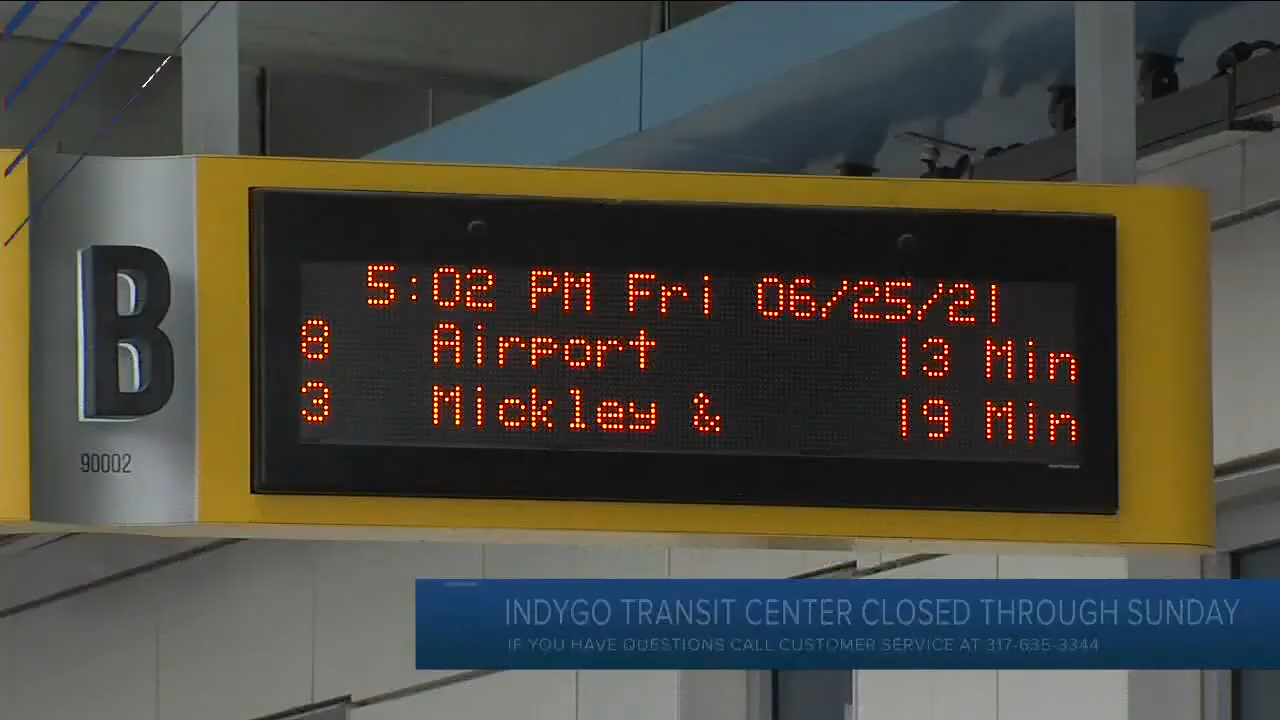 B
90002
5:02 PM Fri 06/25/21
8 Airport 13 Min
3 Mickley & 19 Min
INDYGO TRANSIT CENTER CLOSED THROUGH SUNDAY
IF YOU HAVE QUESTIONS CALL CUSTOMER SERVICE AT 317-635-3344